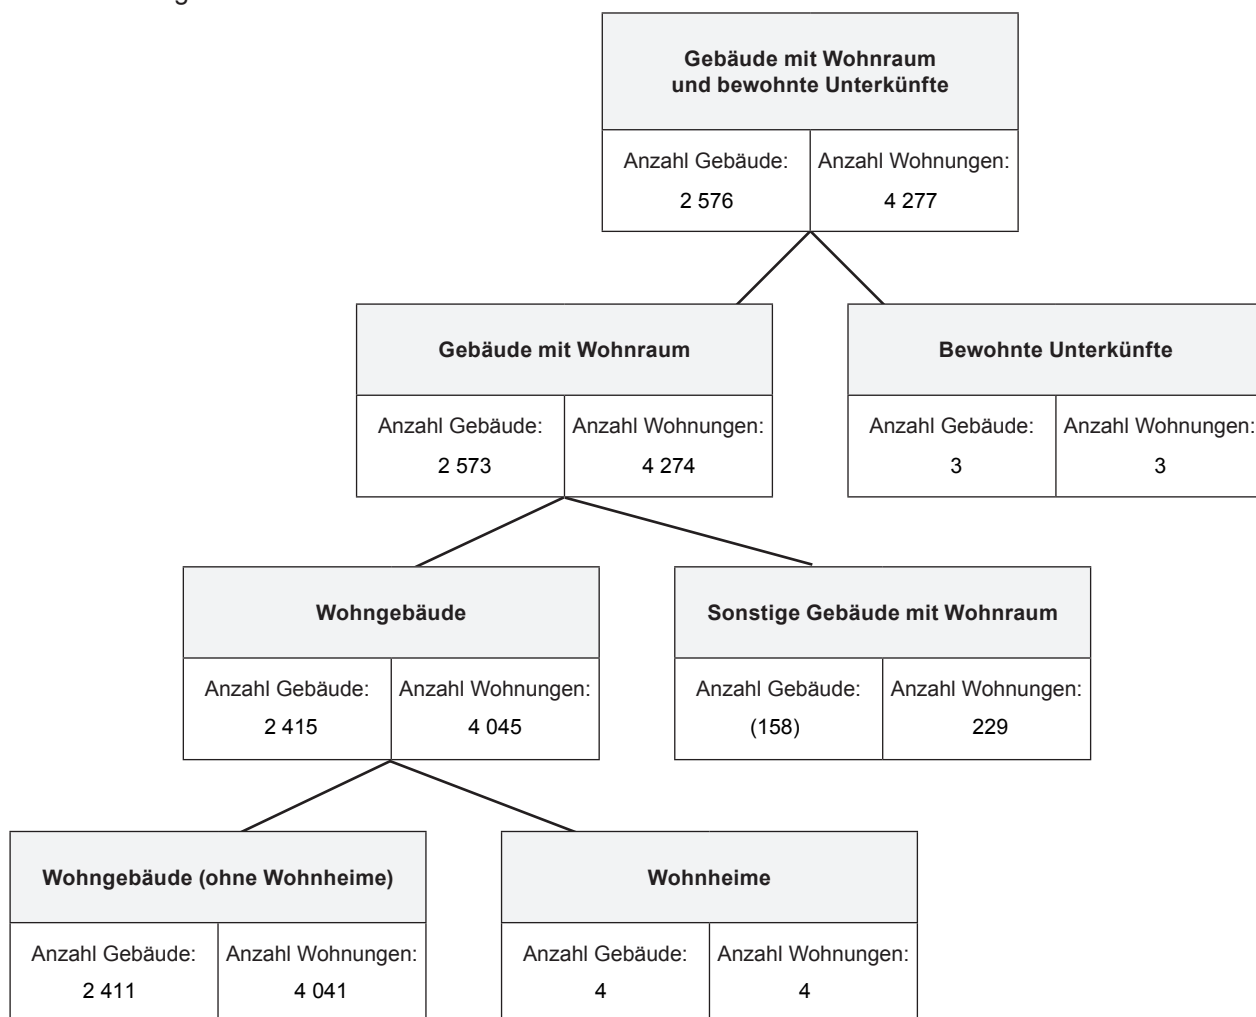 Gebäude mit Wohnraum
und bewohnte Unterkünfte
Anzahl Gebäude: Anzahl Wohnungen:
2 576 4 277
Gebäude mit Wohnraum Bewohnte Unterkünfte
Anzahl Gebäude: Anzahl Wohnungen: Anzahl Gebäude: Anzahl Wohnungen:
2 573 4 274 3 3
Wohngebäude Sonstige Gebäude mit Wohnraum
Anzahl Gebäude: Anzahl Wohnungen: Anzahl Gebäude: Anzahl Wohnungen:
2 415 4 045 (158) 229
Wohngebäude (ohne Wohnheime) Wohnheime
Anzahl Gebäude: Anzahl Wohnungen: Anzahl Gebäude: Anzahl Wohnungen:
2 411 4 041 4 4